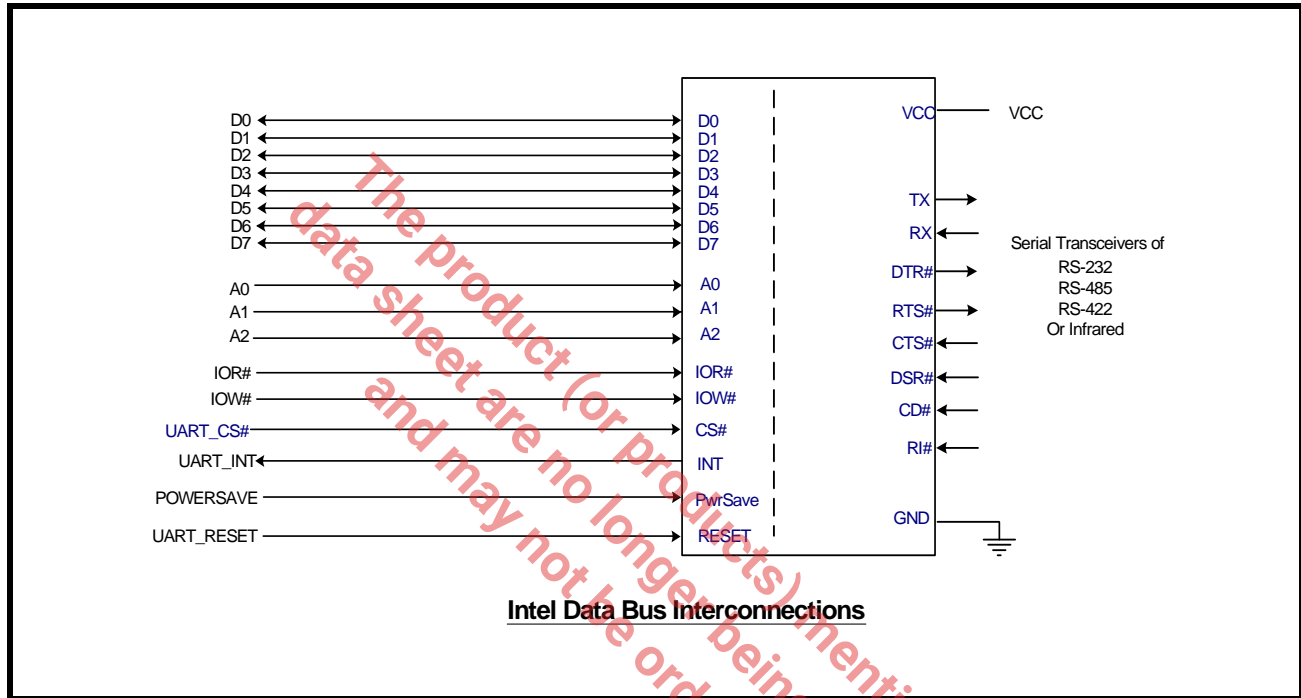 D0
D1
D2
D3
D4
D5
D6
D7
A0
A1
A2
IOR#
IOW#
UART_CS#
UART_INT
POWERSAVE
UART_RESET
D0
D1
D2
D3
D4
D5
D6
D7
A0
A1
A2
IOR#
IOW#
CS#
INT
PwrSave
RESET
VCC
TX
RX
DTR#
RTS#
CTS#
DSR#
CD#
RI#
GND
VCC
Serial Transceivers of
RS-232
RS-485
RS-422
Or Infrared
Intel Data Bus Interconnections
The product (or products) menti
data sheet are no longer being
and may not be ord